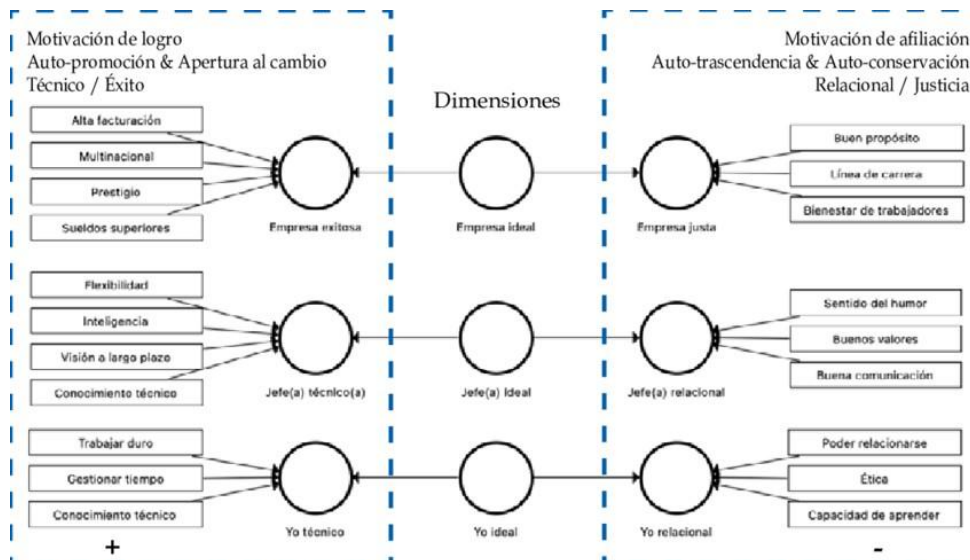 Motivación de logro
Auto-promoción & Apertura al cambio
Técnico / Éxito
Motivación de afiliación
Auto-trascendencia & Auto-conservación
Relacional / Justicia
Dimensiones
Alta facturación
Multinacional
Prestigio
Sueldos superiores
Empresa exitosa
Empresa ideal
Empresa justa
Buen propósito
Línea de carrera
Bienestar de trabajadores
Flexibilidad
Inteligencia
Visión a largo plazo
Conocimiento técnico
Jefe(a) técnico(a)
Jefe(a) ideal
Jefe(a) relacional
Sentido del humor
Buenos valores
Buena comunicación
Trabajar duro
Gestionar tiempo
Conocimiento técnico
Yo técnico
Yo ideal
Yo relacional
Poder relacionarse
Ética
Capacidad de aprender
+
-